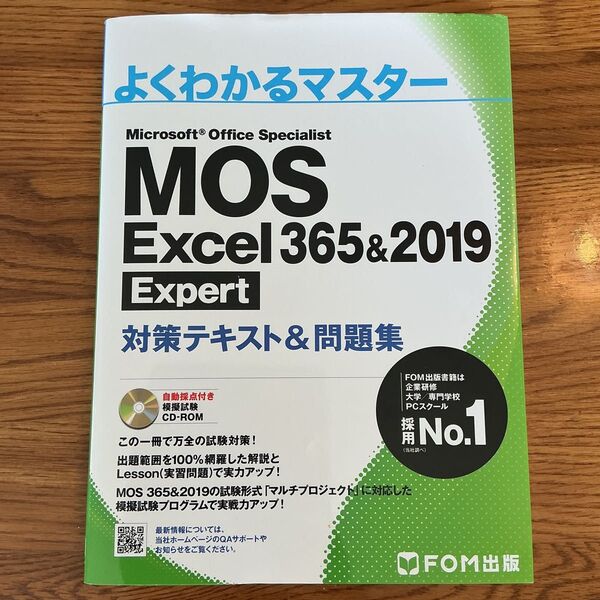 よくわかるマスター
Microsoft® Office Specialist
MOS
Excel 365&2019
Expert
対策テキスト&問題集
自動採点付き
模擬試験
CD-ROM
FOM出版書籍は
企業研修
大学/専門学校
PCスクール
採用No.1
(当社調べ)
この一冊で万全の試験対策!
出題範囲を100%網羅した解説と
Lesson(実習問題)で実力アップ!
MOS 365&2019の試験形式「マルチプロジェクト」に対応した
模擬試験プログラムで実戦力アップ!
最新情報については、
当社ホームページのQAサポートや
お知らせをご覧ください。
FOM出版